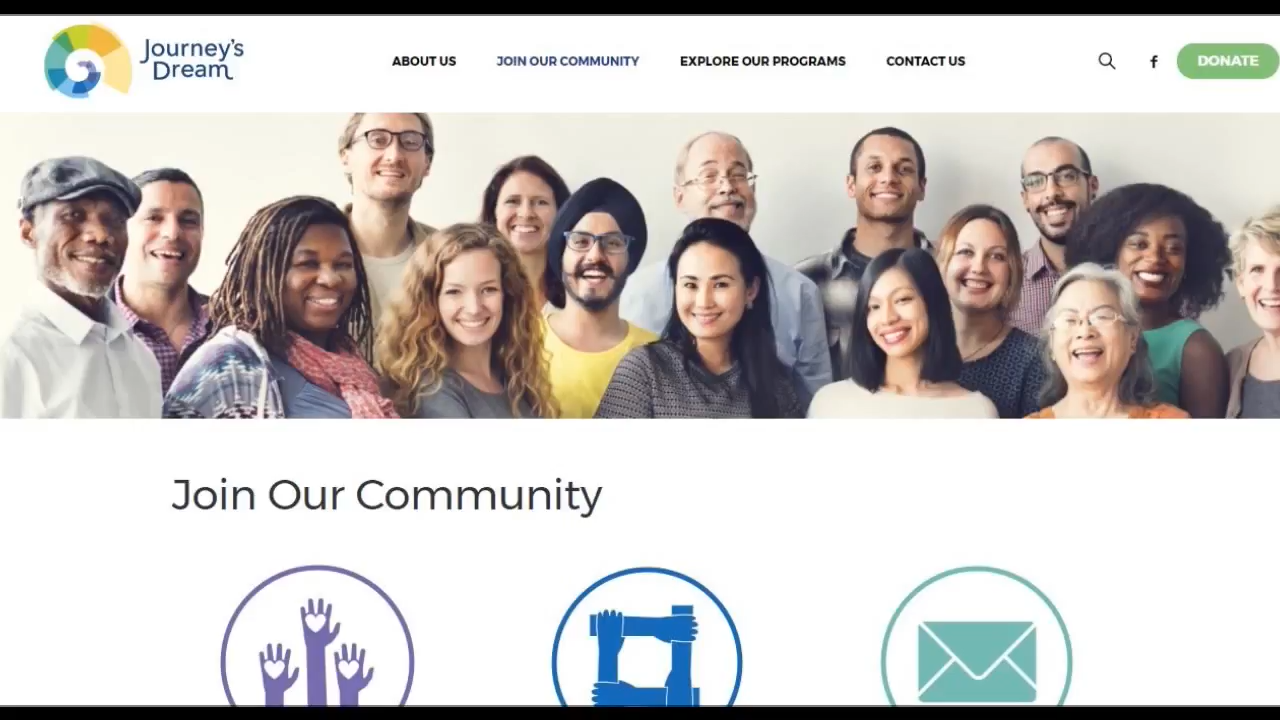 Journey's
Dream
ABOUT US
JOIN OUR COMMUNITY
EXPLORE OUR PROGRAMS
CONTACT US
f
DONATE
Join Our Community